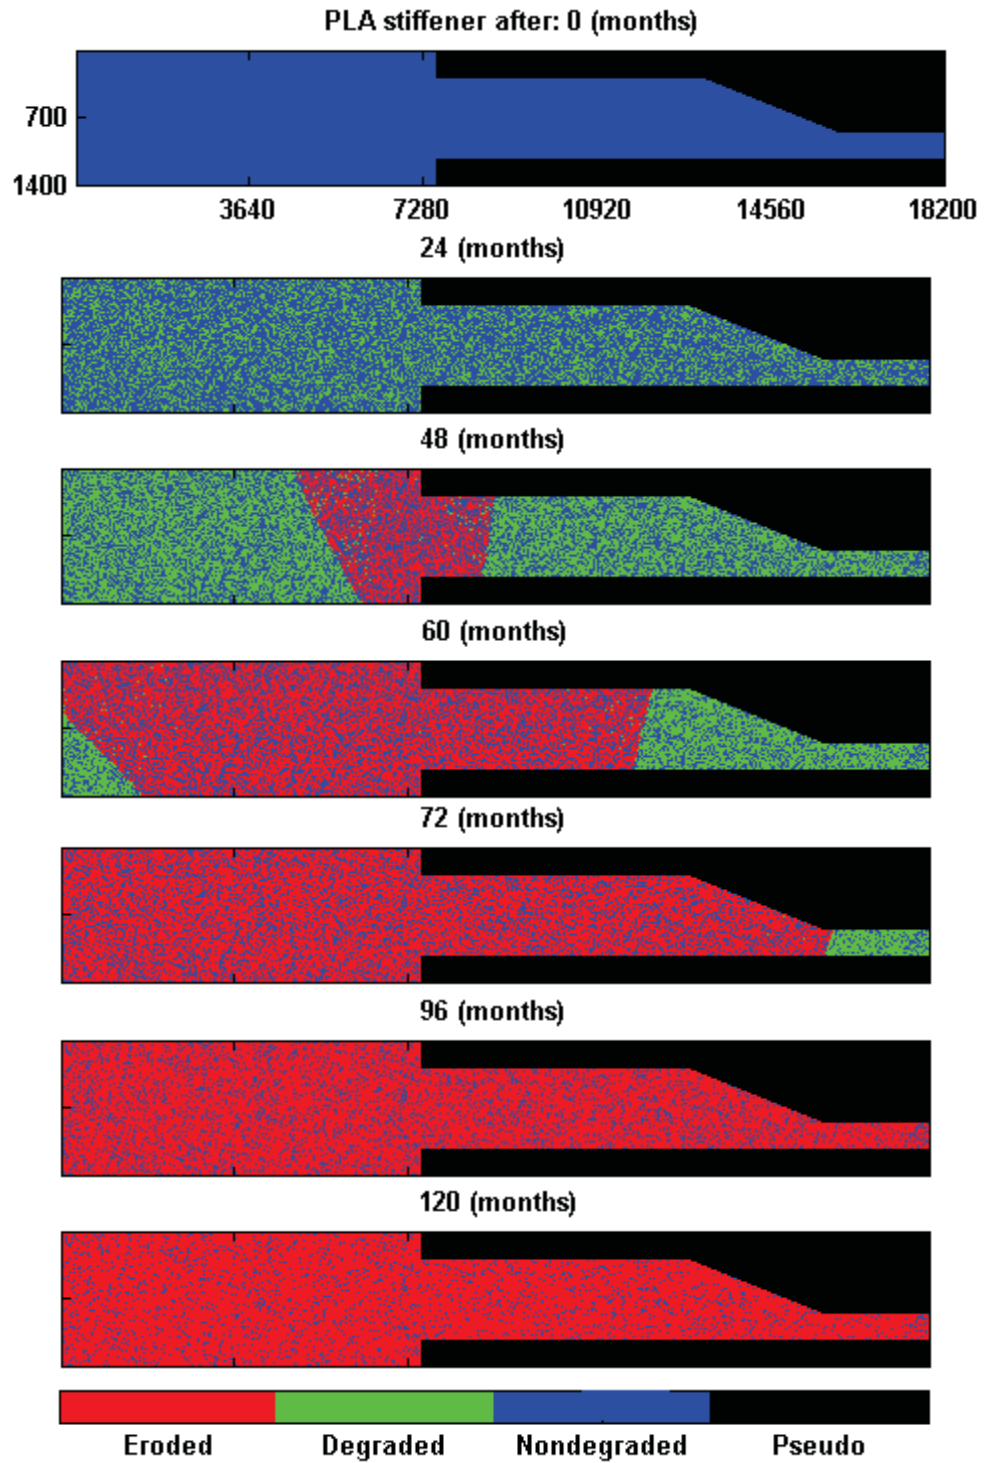 PLA stiffener after: 0 (months)
700
1400
3640 7280 10920 14560 18200
24 (months)
48 (months)
60 (months)
72 (months)
96 (months)
120 (months)
Eroded Degraded Nondegraded Pseudo